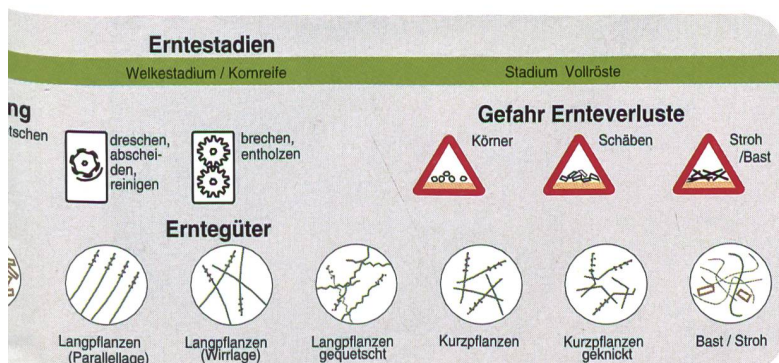 Erntestadien
Welkestadium / Kornreife
Stadium Vollröste
ng
tschen
dreschen,
abschei-
den,
reinigen
brechen,
entholzen
Gefahr Ernteverluste
Körner
Schäben
Stroh
/Bast
Erntegüter
Langpflanzen
(Parallellage)
Langpflanzen
(Wirrlage)
Langpflanzen
gequetscht
Kurzpflanzen
Kurzpflanzen
geknickt
Bast / Stroh